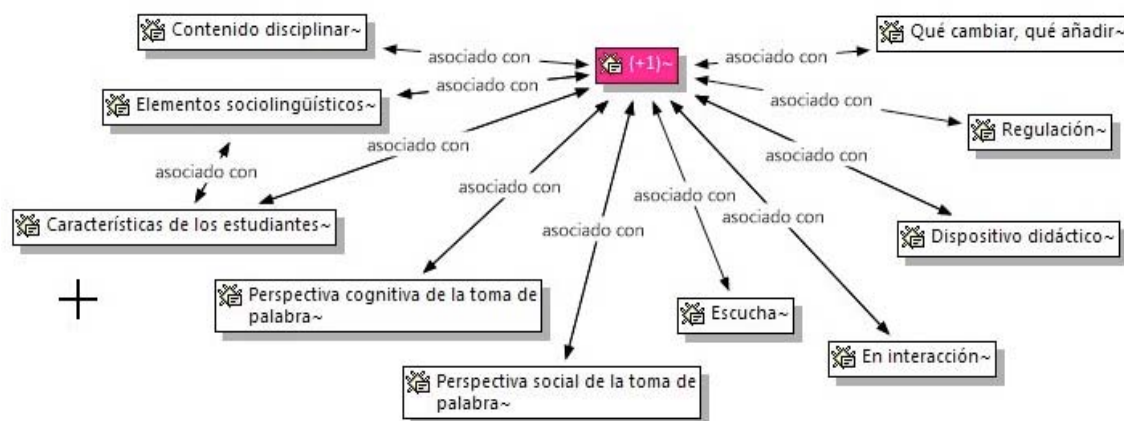 Contenido disciplinar~
Qué cambiar, qué añadir~
asociado con
asociado con
(+1)~
asociado con
Elementos sociolingüísticos~
asociado con
Regulación~
asociado con
asociado con
asociado con
Características de los estudiantes~
asociado con
asociado con
asociado con
asociado con
Dispositivo didáctico~
Perspectiva cognitiva de la toma de
palabra~
Escucha~
En interacción~
Perspectiva social de la toma de
palabra~